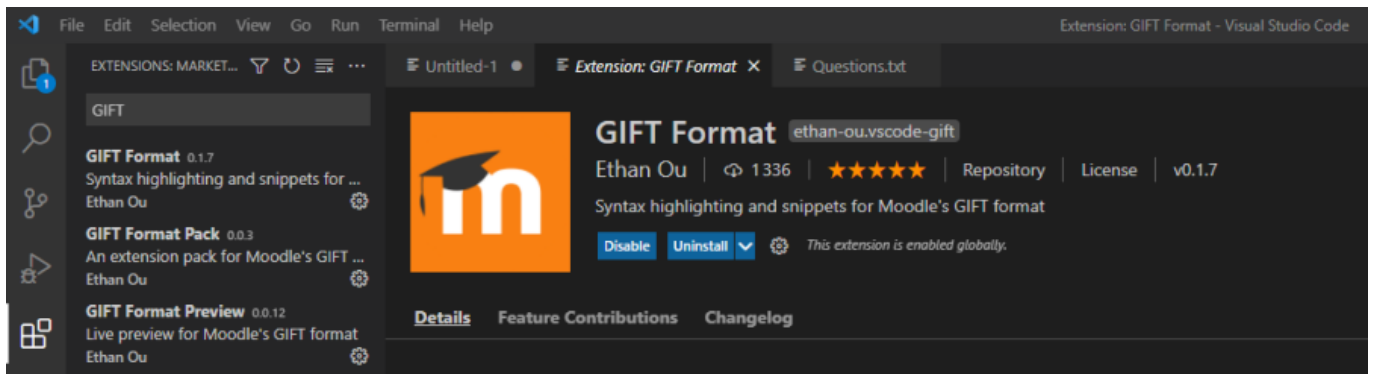 File Edit Selection View Go Run Terminal Help
Extension: GIFT Format - Visual Studio Code
1
EXTENSIONS: MARKET...
GIFT
GIFT Format 0.1.7
Syntax highlighting and snippets for ...
Ethan Ou
GIFT Format Pack 0.0.3
An extension pack for Moodle's GIFT ...
Ethan Ou
GIFT Format Preview 0.0.12
Live preview for Moodle's GIFT format
Ethan Ou
Untitled-1
Extension: GIFT Format
Questions.txt
m
GIFT Format ethan-ou.vscode-gift
Ethan Ou 1336 Repository License v0.1.7
Syntax highlighting and snippets for Moodle's GIFT format
Disable Uninstall This extension is enabled globally.
Details Feature Contributions Changelog